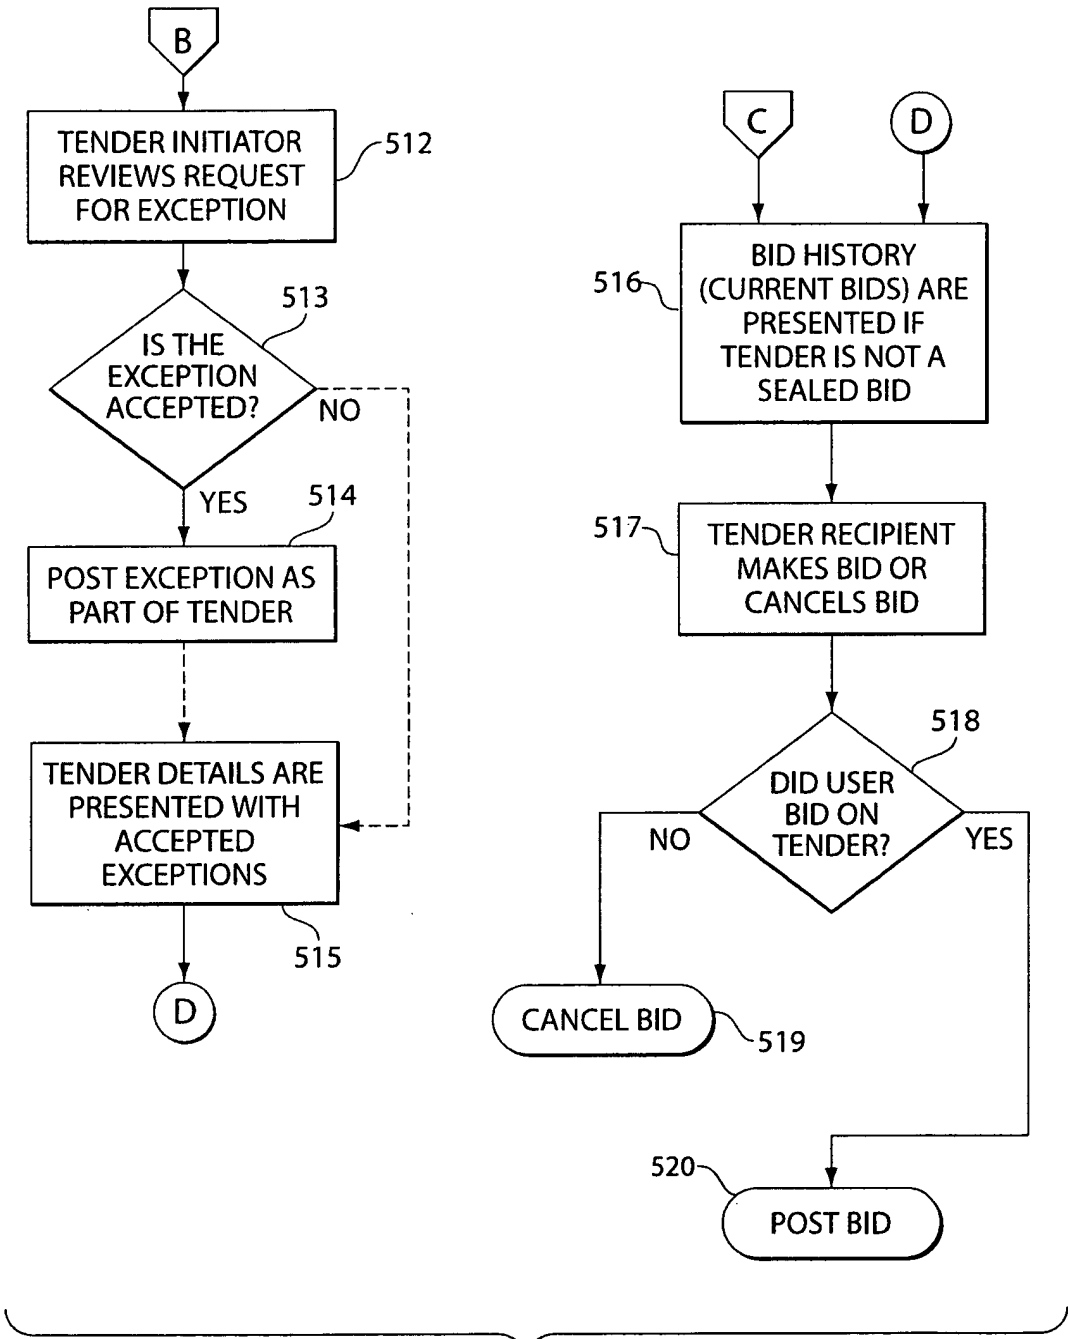 B
TENDER INITIATOR
REVIEWS REQUEST
FOR EXCEPTION
512
513
IS THE
EXCEPTION
ACCEPTED?
NO
YES
514
POST EXCEPTION AS
PART OF TENDER
TENDER DETAILS ARE
PRESENTED WITH
ACCEPTED
EXCEPTIONS
515
D
C
D
516
BID HISTORY
(CURRENT BIDS) ARE
PRESENTED IF
TENDER IS NOT A
SEALED BID
517
TENDER RECIPIENT
MAKES BID OR
CANCELS BID
518
DID USER
BID ON
TENDER?
NO
YES
CANCEL BID
519
520
POST BID